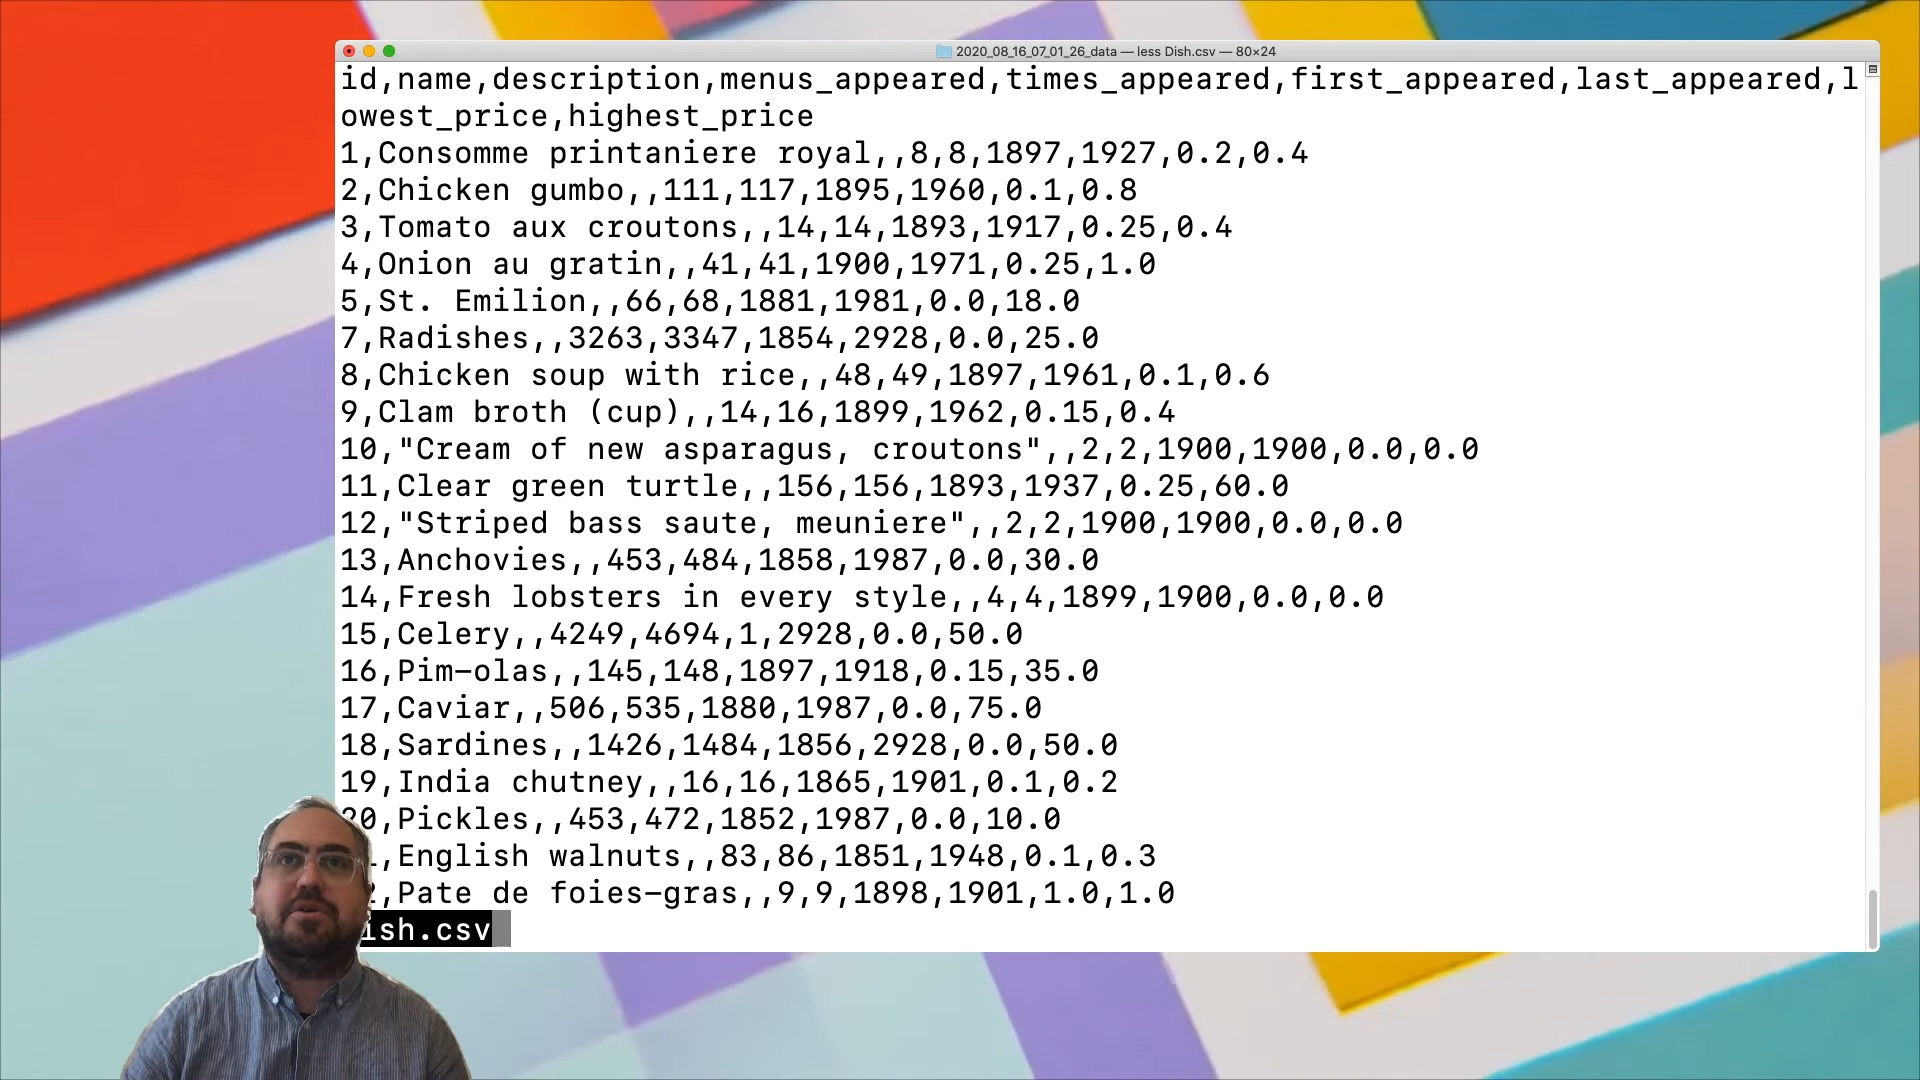 2020_08_16_07_01_26_data — less Dish.csv — 80×24
id,name,description,menus_appeared,times_appeared,first_appeared,last_appeared,l
owest_price,highest_price
1,Consomme printaniere royal,,8,8,1897,1927,0.2,0.4
2,Chicken gumbo,,111,117,1895,1960,0.1,0.8
3,Tomato aux croutons,,14,14,1893,1917,0.25,0.4
4,Onion au gratin,,41,41,1900,1971,0.25,1.0
5,St. Emilion,,66,68,1881,1981,0.0,18.0
7,Radishes,,3263,3347,1854,2928,0.0,25.0
8,Chicken soup with rice,,48,49,1897,1961,0.1,0.6
9,Clam broth (cup),,14,16,1899,1962,0.15,0.4
10,"Cream of new asparagus, croutons",,2,2,1900,1900,0.0,0.0
11,Clear green turtle,,156,156,1893,1937,0.25,60.0
12,"Striped bass saute, meuniere",,2,2,1900,1900,0.0,0.0
13,Anchovies,,453,484,1858,1987,0.0,30.0
14,Fresh lobsters in every style,,4,4,1899,1900,0.0,0.0
15,Celery,,4249,4694,1,2928,0.0,50.0
16,Pim-olas,,145,148,1897,1918,0.15,35.0
17,Caviar,,506,535,1880,1987,0.0,75.0
18,Sardines,,1426,1484,1856,2928,0.0,50.0
19,India chutney,,16,16,1865,1901,0.1,0.2
20,Pickles,,453,472,1852,1987,0.0,10.0
,English walnuts,,83,86,1851,1948,0.1,0.3
,Pate de foies-gras,,9,9,1898,1901,1.0,1.0
ish.csv